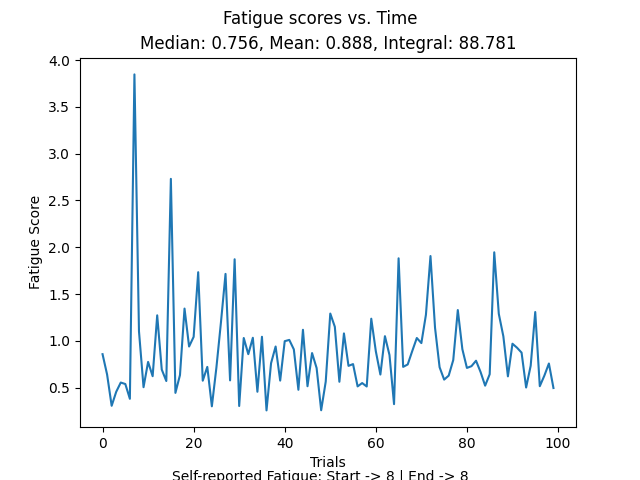 Fatigue scores vs. Time
Median: 0.756, Mean: 0.888, Integral: 88.781
4.0
3.5
3.0
2.5
2.0
1.5
1.0
0.5
Fatigue Score
0 20 40 60 80 100
Trials
Self-reported Fatigue: Start -> 8 | End -> 8